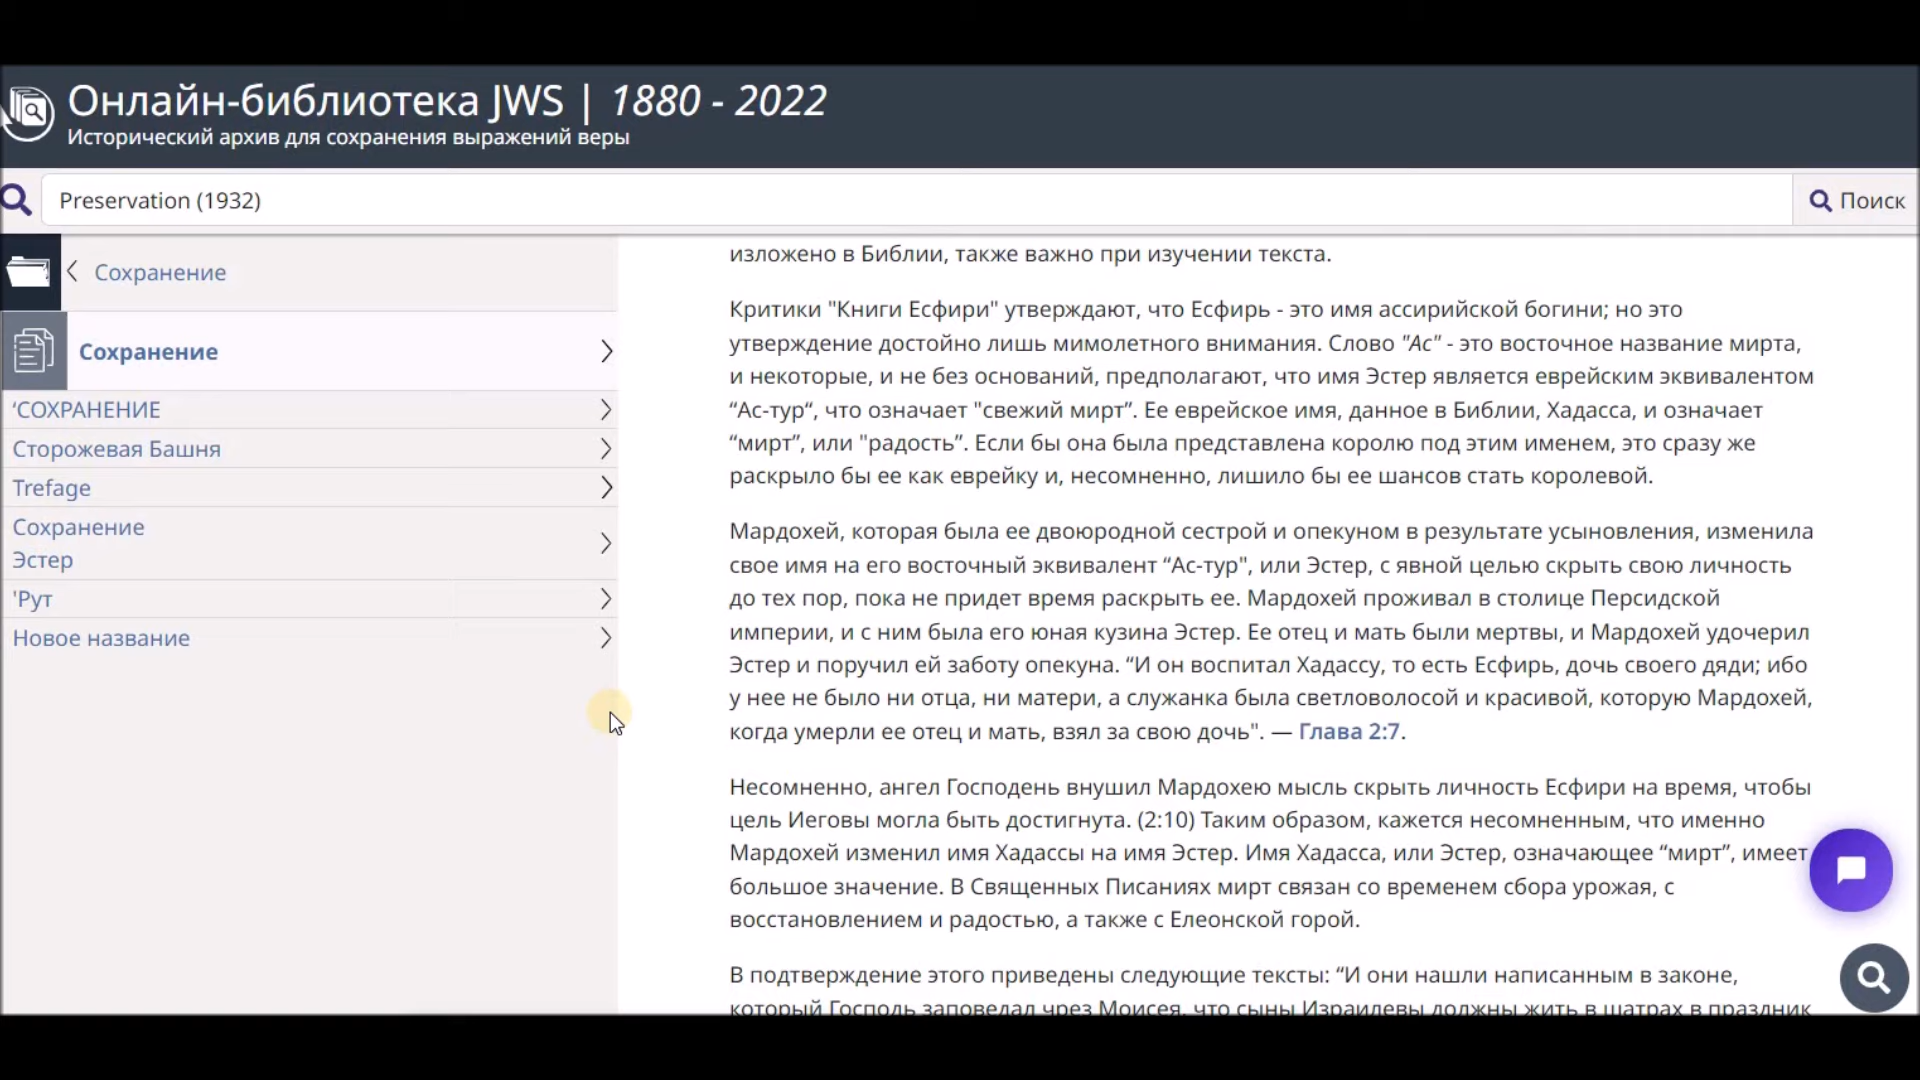 Онлайн-библиотека JWS | 1880 - 2022
Исторический архив для сохранения выражений веры
Preservation (1932)
Поиск
Сохранение
Сохранение
‘СОХРАНЕНИЕ
Сторожевая Башня
Trefage
Сохранение
Эстер
'Рут
Новое название
изложено в Библии, также важно при изучении текста.
Критики "Книги Есфири" утверждают, что Есфирь - это имя ассирийской богини; но это
утверждение достойно лишь мимолетного внимания. Слово "Ас" - это восточное название мирта,
и некоторые, и не без оснований, предполагают, что имя Эстер является еврейским эквивалентом
“Ас-тур“, что означает "свежий мирт”. Ее еврейское имя, данное в Библии, Хадасса, и означает
“мирт”, или "радость”. Если бы она была представлена королю под этим именем, это сразу же
раскрыло бы ее как еврейку и, несомненно, лишило бы ее шансов стать королевой.
Мардохей, которая была ее двоюродной сестрой и опекуном в результате усыновления, изменила
свое имя на его восточный эквивалент “Ас-тур", или Эстер, с явной целью скрыть свою личность
до тех пор, пока не придет время раскрыть ее. Мардохей проживал в столице Персидской
империи, и с ним была его юная кузина Эстер. Ее отец и мать были мертвы, и Мардохей удочерил
Эстер и поручил ей заботу опекуна. “И он воспитал Хадассу, то есть Есфирь, дочь своего дяди; ибо
у нее не было ни отца, ни матери, а служанка была светловолосой и красивой, которую Мардохей,
когда умерли ее отец и мать, взял за свою дочь". — Глава 2:7.
Несомненно, ангел Господень внушил Мардохею мысль скрыть личность Есфири на время, чтобы
цель Иеговы могла быть достигнута. (2:10) Таким образом, кажется несомненным, что именно
Мардохей изменил имя Хадассы на имя Эстер. Имя Хадасса, или Эстер, означающее “мирт”, имеет
большое значение. В Священных Писаниях мирт связан со временем сбора урожая, с
восстановлением и радостью, а также с Елеонской горой.
В подтверждение этого приведены следующие тексты: “И они нашли написанным в законе,
который Господь заповедал чрез Моисея, что сыны Израилевы должны жить в шатрах в праздник